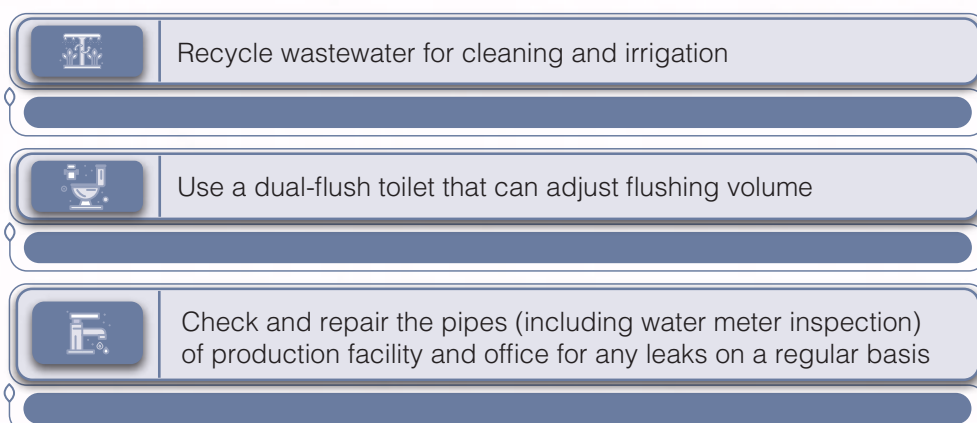 Recycle wastewater for cleaning and irrigation
Use a dual-flush toilet that can adjust flushing volume
Check and repair the pipes (including water meter inspection)
of production facility and office for any leaks on a regular basis